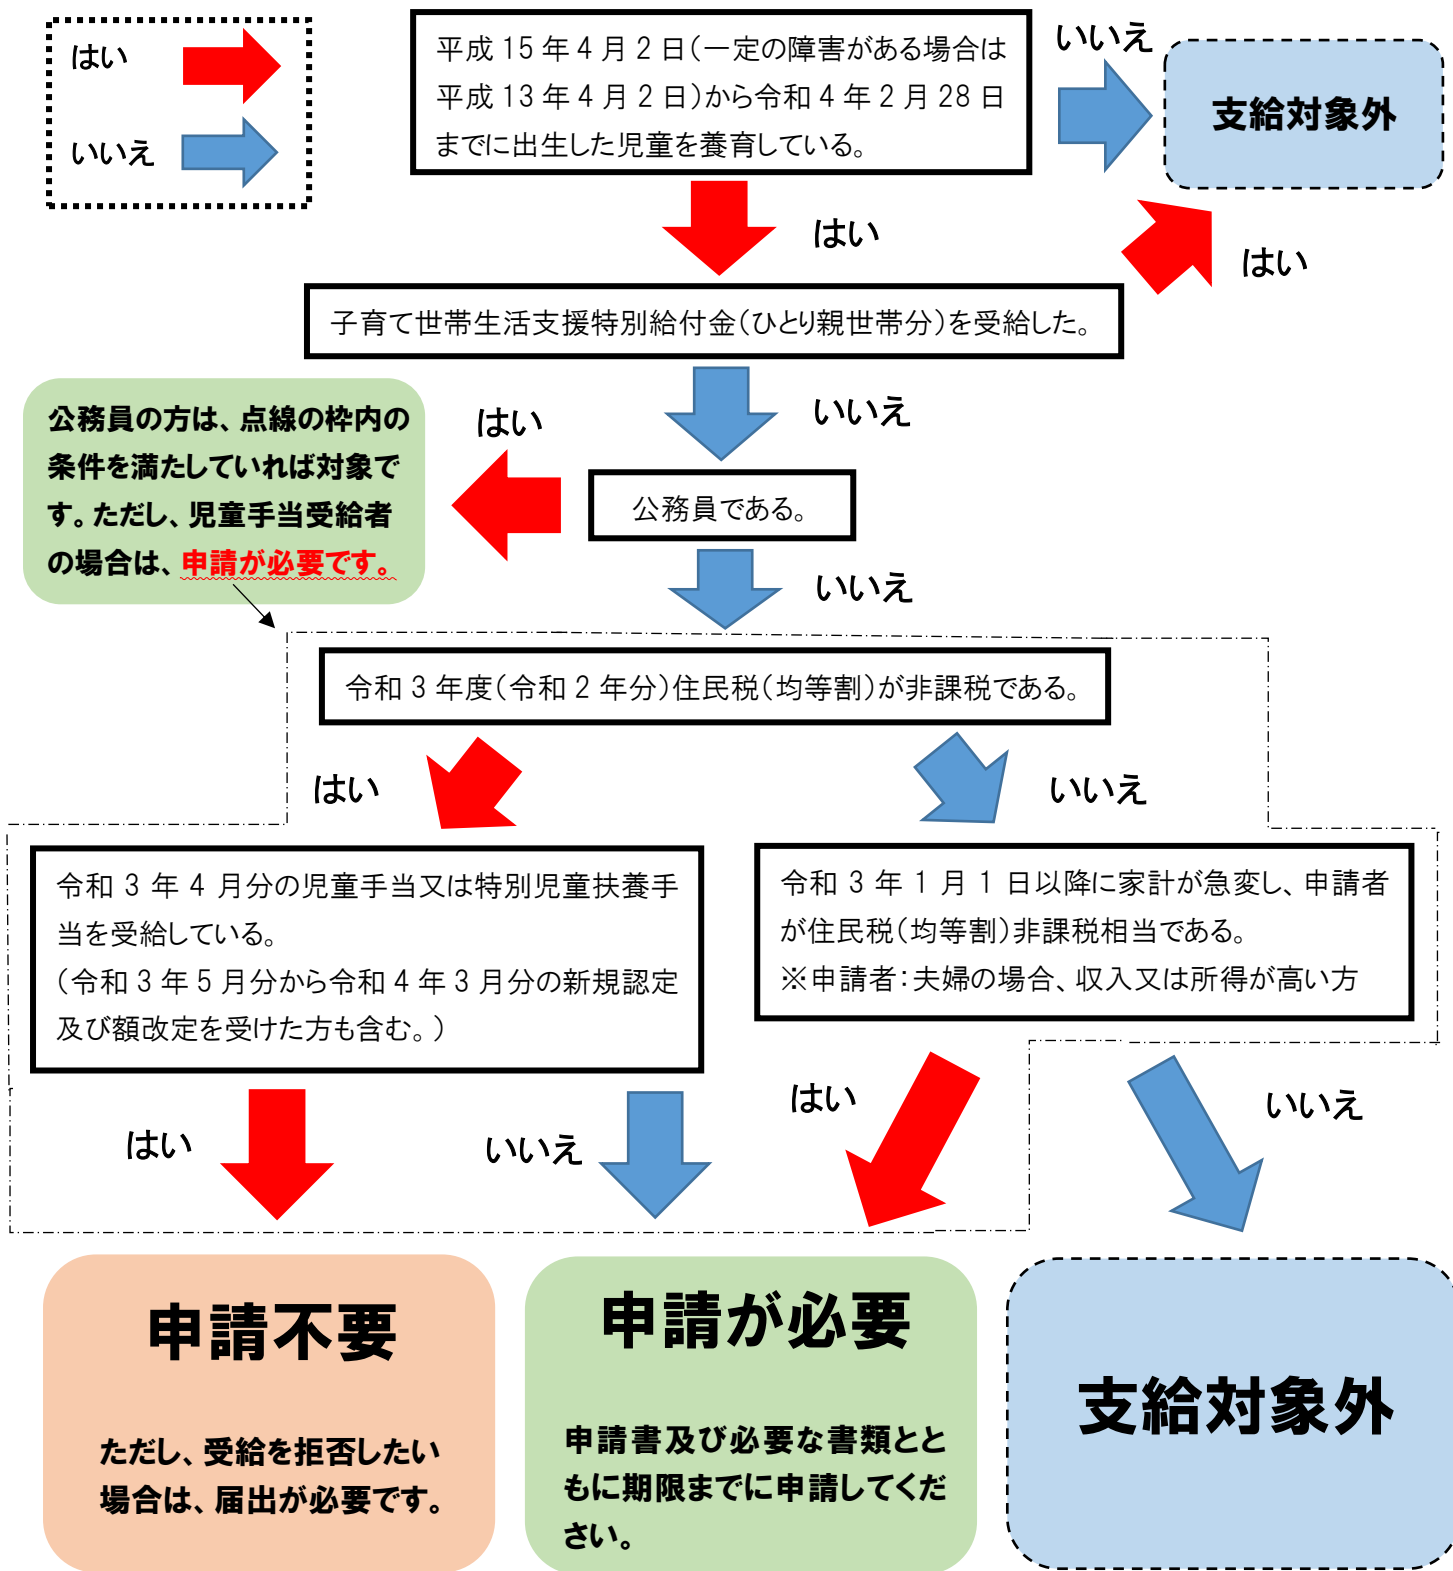 はい
いいえ
平成15年4月2日(一定の障害がある場合は
平成13年4月2日)から令和4年2月28日
までに出生した児童を養育している。
いいえ
支給対象外
はい
はい
子育て世帯生活支援特別給付金(ひとり親世帯分)を受給した。
いいえ
公務員の方は、点線の枠内の
条件を満たしていれば対象で
す。ただし、児童手当受給者
の場合は、申請が必要です。
はい
公務員である。
いいえ
令和3年度(令和2年分)住民税(均等割)が非課税である。
はい
いいえ
令和3年4月分の児童手当又は特別児童扶養手
当を受給している。
(令和3年5月分から令和4年3月分の新規認定
及び額改定を受けた方も含む。)
令和3年1月1日以降に家計が急変し、申請者
が住民税(均等割)非課税相当である。
※申請者:夫婦の場合、収入又は所得が高い方
はい
いいえ
はい
いいえ
申請不要
ただし、受給を拒否したい
場合は、届出が必要です。
申請が必要
申請書及び必要な書類とと
もに期限までに申請してくだ
さい。
支給対象外